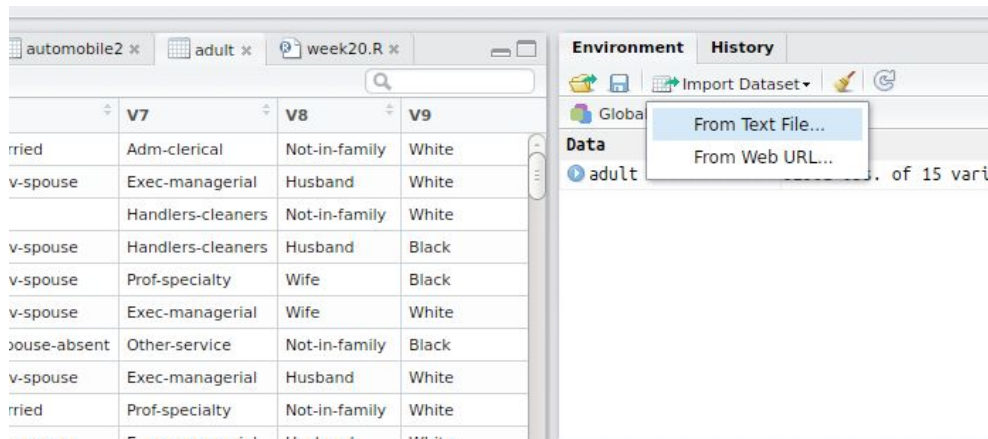 automobile2 × adult × week20.R ×
V7 V8 V9
rried Adm-clerical Not-in-family White
v-spouse Exec-managerial Husband White
Handlers-cleaners Not-in-family White
v-spouse Handlers-cleaners Husband Black
v-spouse Prof-specialty Wife Black
v-spouse Exec-managerial Wife White
pouse-absent Other-service Not-in-family Black
v-spouse Exec-managerial Husband White
rried Prof-specialty Not-in-family White
Environment History
Import Dataset
Global
From Text File...
From Web URL...
Data
adult of 15 vari